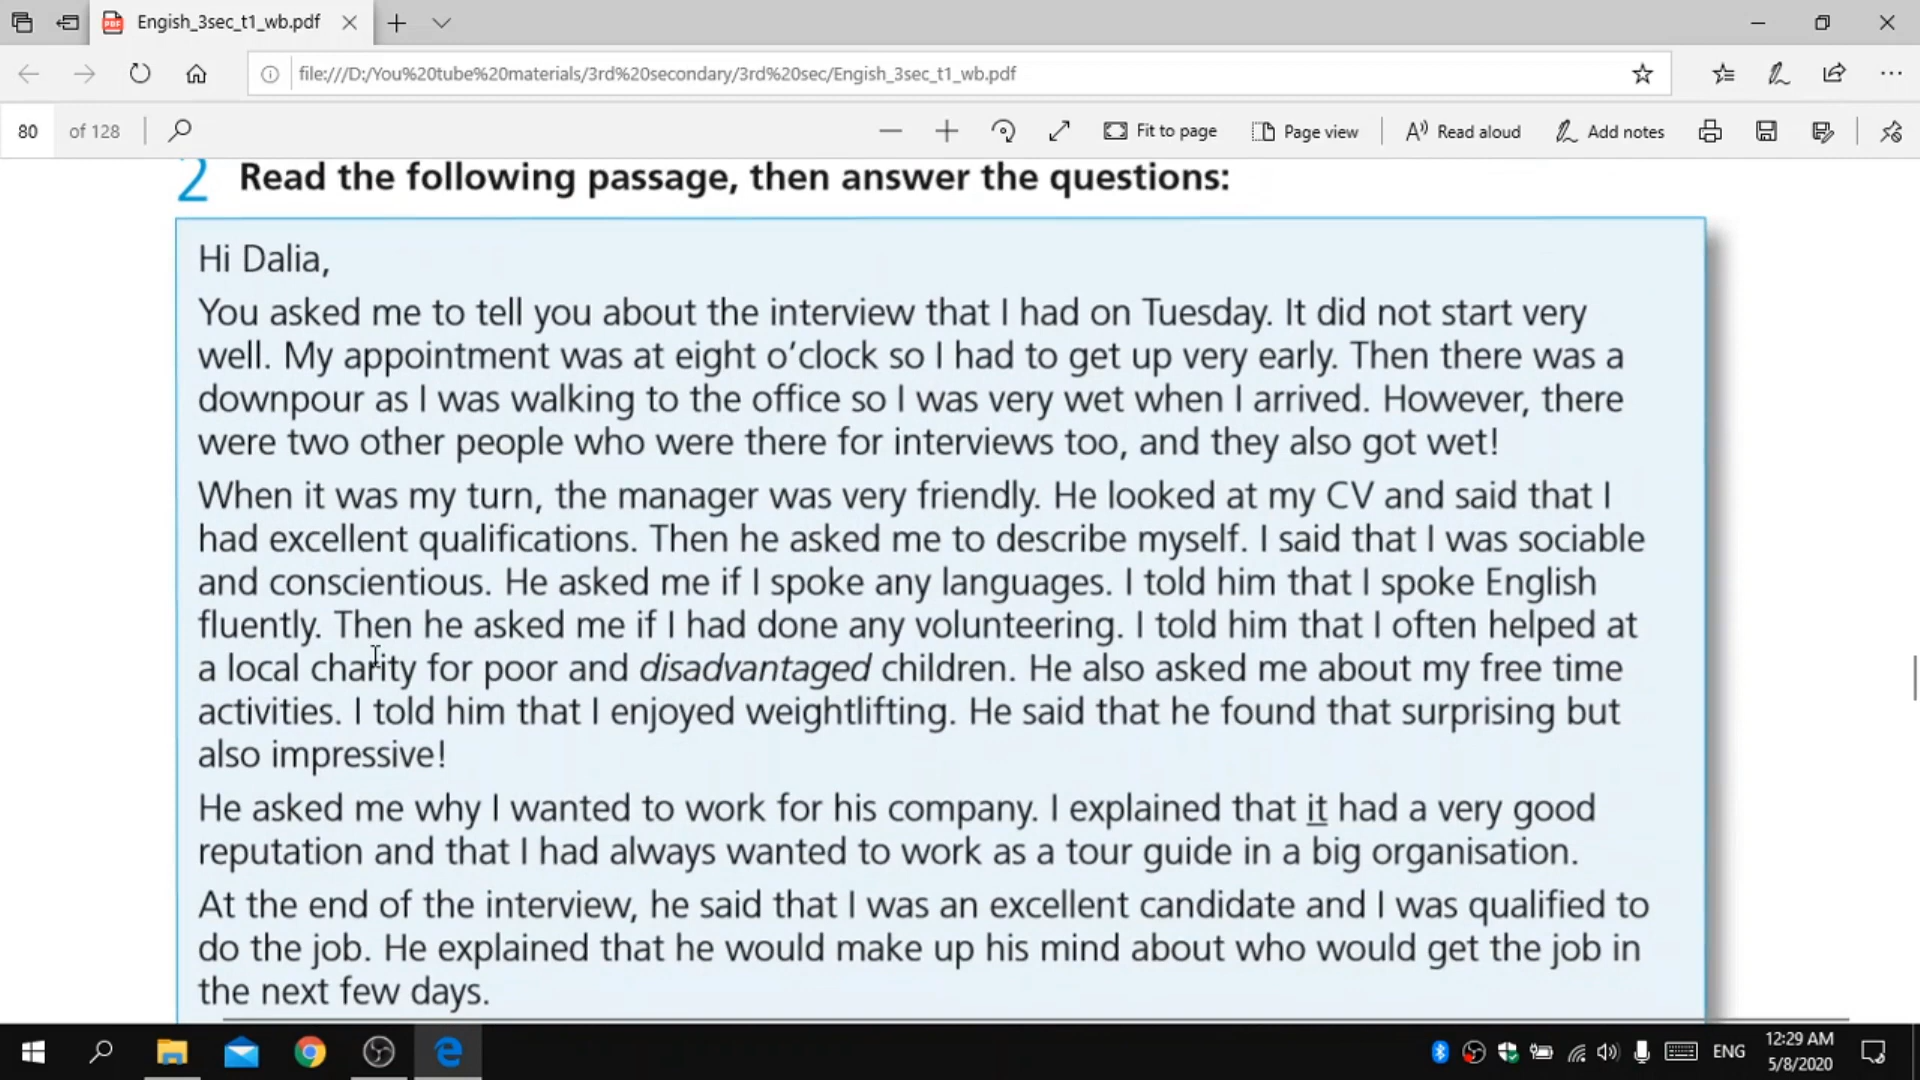 Engish_3sec_t1_wb.pdf
file:///D:/You%20tube%20materials/3rd%20secondary/3rd%20sec/Engish_3sec_t1_wb.pdf
80 of 128 Fit to page Page view Read aloud Add notes
2 Read the following passage, then answer the questions:
Hi Dalia,
You asked me to tell you about the interview that I had on Tuesday. It did not start very
well. My appointment was at eight o’clock so I had to get up very early. Then there was a
downpour as I was walking to the office so I was very wet when I arrived. However, there
were two other people who were there for interviews too, and they also got wet!
When it was my turn, the manager was very friendly. He looked at my CV and said that I
had excellent qualifications. Then he asked me to describe myself. I said that I was sociable
and conscientious. He asked me if I spoke any languages. I told him that I spoke English
fluently. Then he asked me if I had done any volunteering. I told him that I often helped at
a local charity for poor and disadvantaged children. He also asked me about my free time
activities. I told him that I enjoyed weightlifting. He said that he found that surprising but
also impressive!
He asked me why I wanted to work for his company. I explained that it had a very good
reputation and that I had always wanted to work as a tour guide in a big organisation.
At the end of the interview, he said that I was an excellent candidate and I was qualified to
do the job. He explained that he would make up his mind about who would get the job in
the next few days.
ENG
12:29 AM
5/8/2020